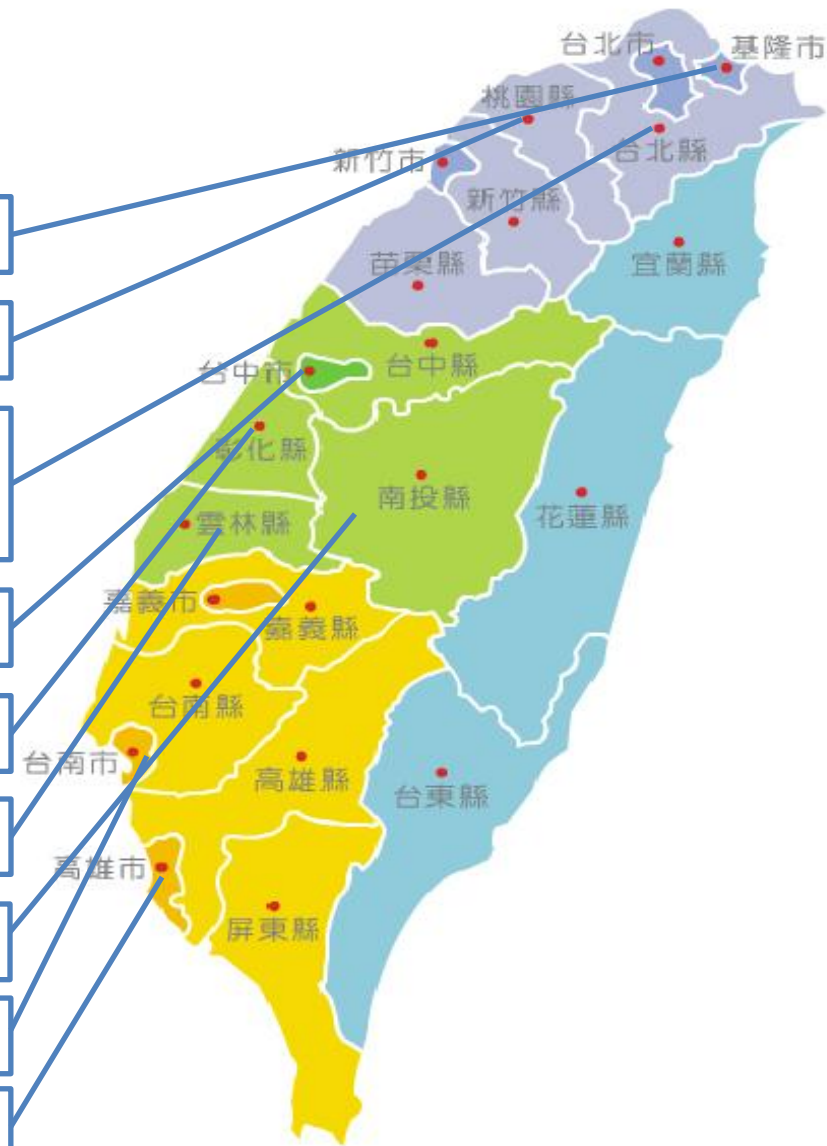 台北市
基隆市
桃園縣
台北縣
新竹市
新竹縣
宜蘭縣
苗栗縣
台中市
台中縣
彰化縣
南投縣
花蓮縣
雲林縣
嘉義市
嘉義縣
台南縣
台南市
高雄縣
台東縣
高雄市
屏東縣